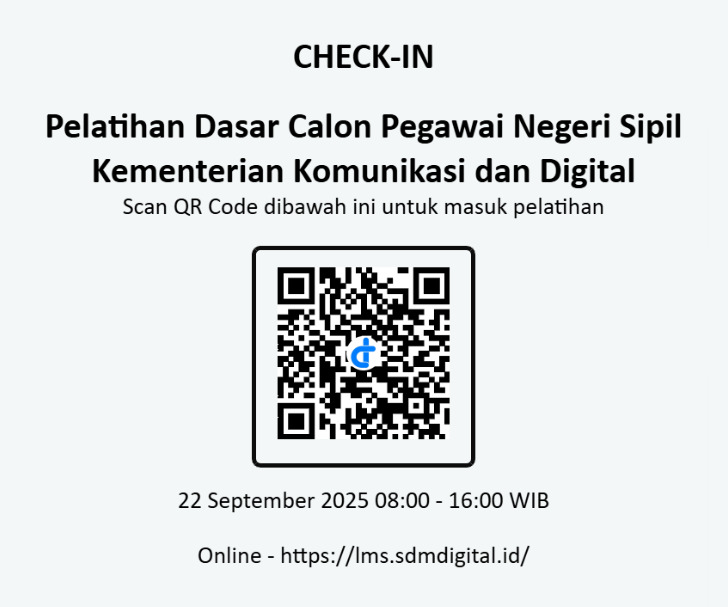 CHECK-IN
Pelatihan Dasar Calon Pegawai Negeri Sipil
Kementerian Komunikasi dan Digital
Scan QR Code dibawah ini untuk masuk pelatihan
22 September 2025 08:00 - 16:00 WIB
Online - https://lms.sdmdigital.id/